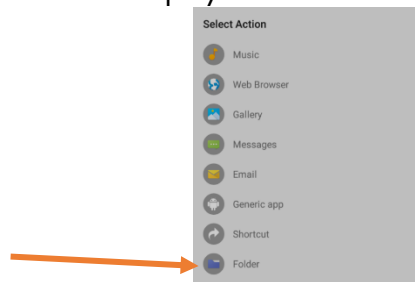 Select Action
Music
Web Browser
Gallery
Messages
Email
Generic app
Shortcut
Folder